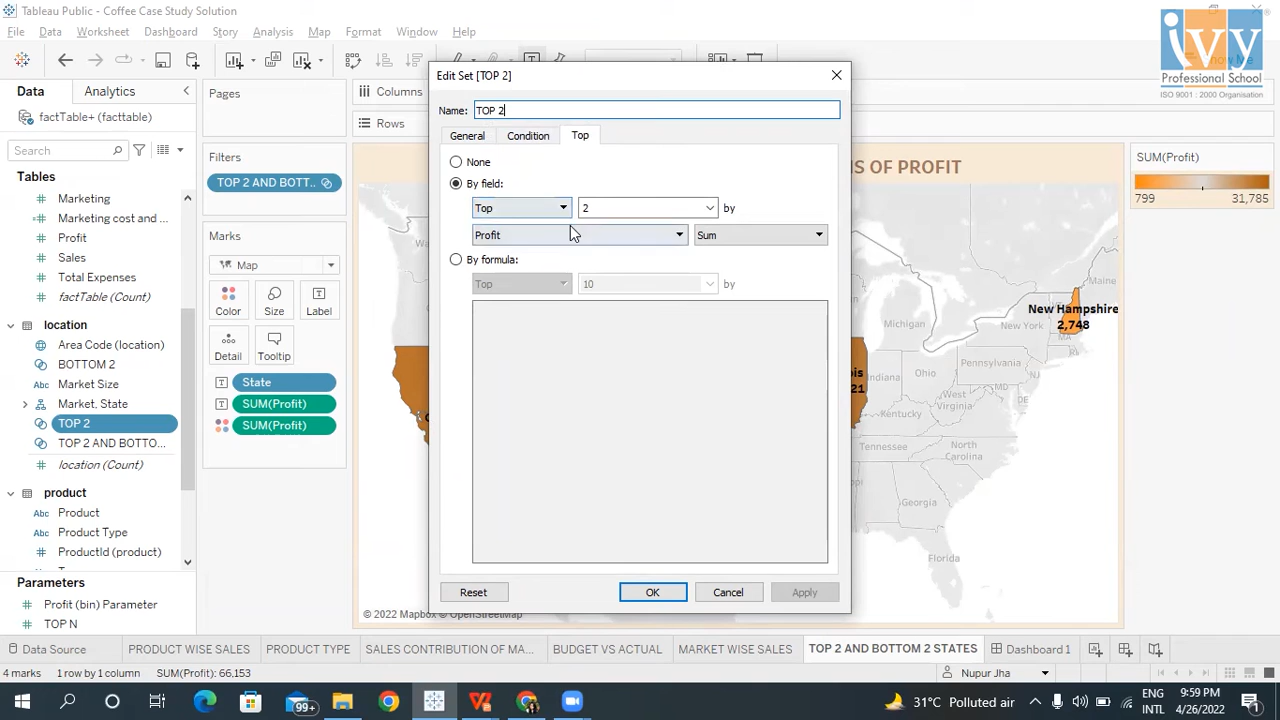 Tableau Public - Coffee Case Study Solution
File Data Worksheet Dashboard Story Analysis Map Format Window Help
ivy
Professional School
ISO 9001 : 2000 Organisation
Data Analytics
factTable+ (facttable)
Search
Tables
Marketing
Marketing cost and ...
Profit
Sales
Total Expenses
factTable (Count)
location
Area Code (location)
BOTTOM 2
Abc Market Size
Market, State
TOP 2
TOP 2 AND BOTTO...
location (Count)
product
Abc Product
Abc Product Type
ProductId (product)
Parameters
Profit (bin) Parameter
TOP N
Pages
Filters
TOP 2 AND BOTT..
Marks
Map
Color Size Label
Detail Tooltip
State
SUM(Profit)
SUM(Profit)
Columns
Rows
Edit Set [TOP 2]
Name: TOP 2
General Condition Top
None
By field:
Top 2 by
Profit Sum
By formula:
Top 10 by
Reset OK Cancel Apply
S OF PROFIT
SUM(Profit)
799 31,785
Maine
New Hampshire
2,748
New York
MA
Michigan
Pennsylvania
Indiana Ohio
ois
21
West
Virginia
Kentucky
Tennessee
North
Carolina
Georgia
Florida
© 2022 Mapbox © OpenStreetMap
Data Source PRODUCT WISE SALES PRODUCT TYPE SALES CONTRIBUTION OF MA... BUDGET VS ACTUAL MARKET WISE SALES TOP 2 AND BOTTOM 2 STATES Dashboard 1
4 marks 1 row by 1 column SUM(Profit): 66,153 Nupur Jha
99+ 31°C Polluted air ENG INTL 9:59 PM 4/26/2022